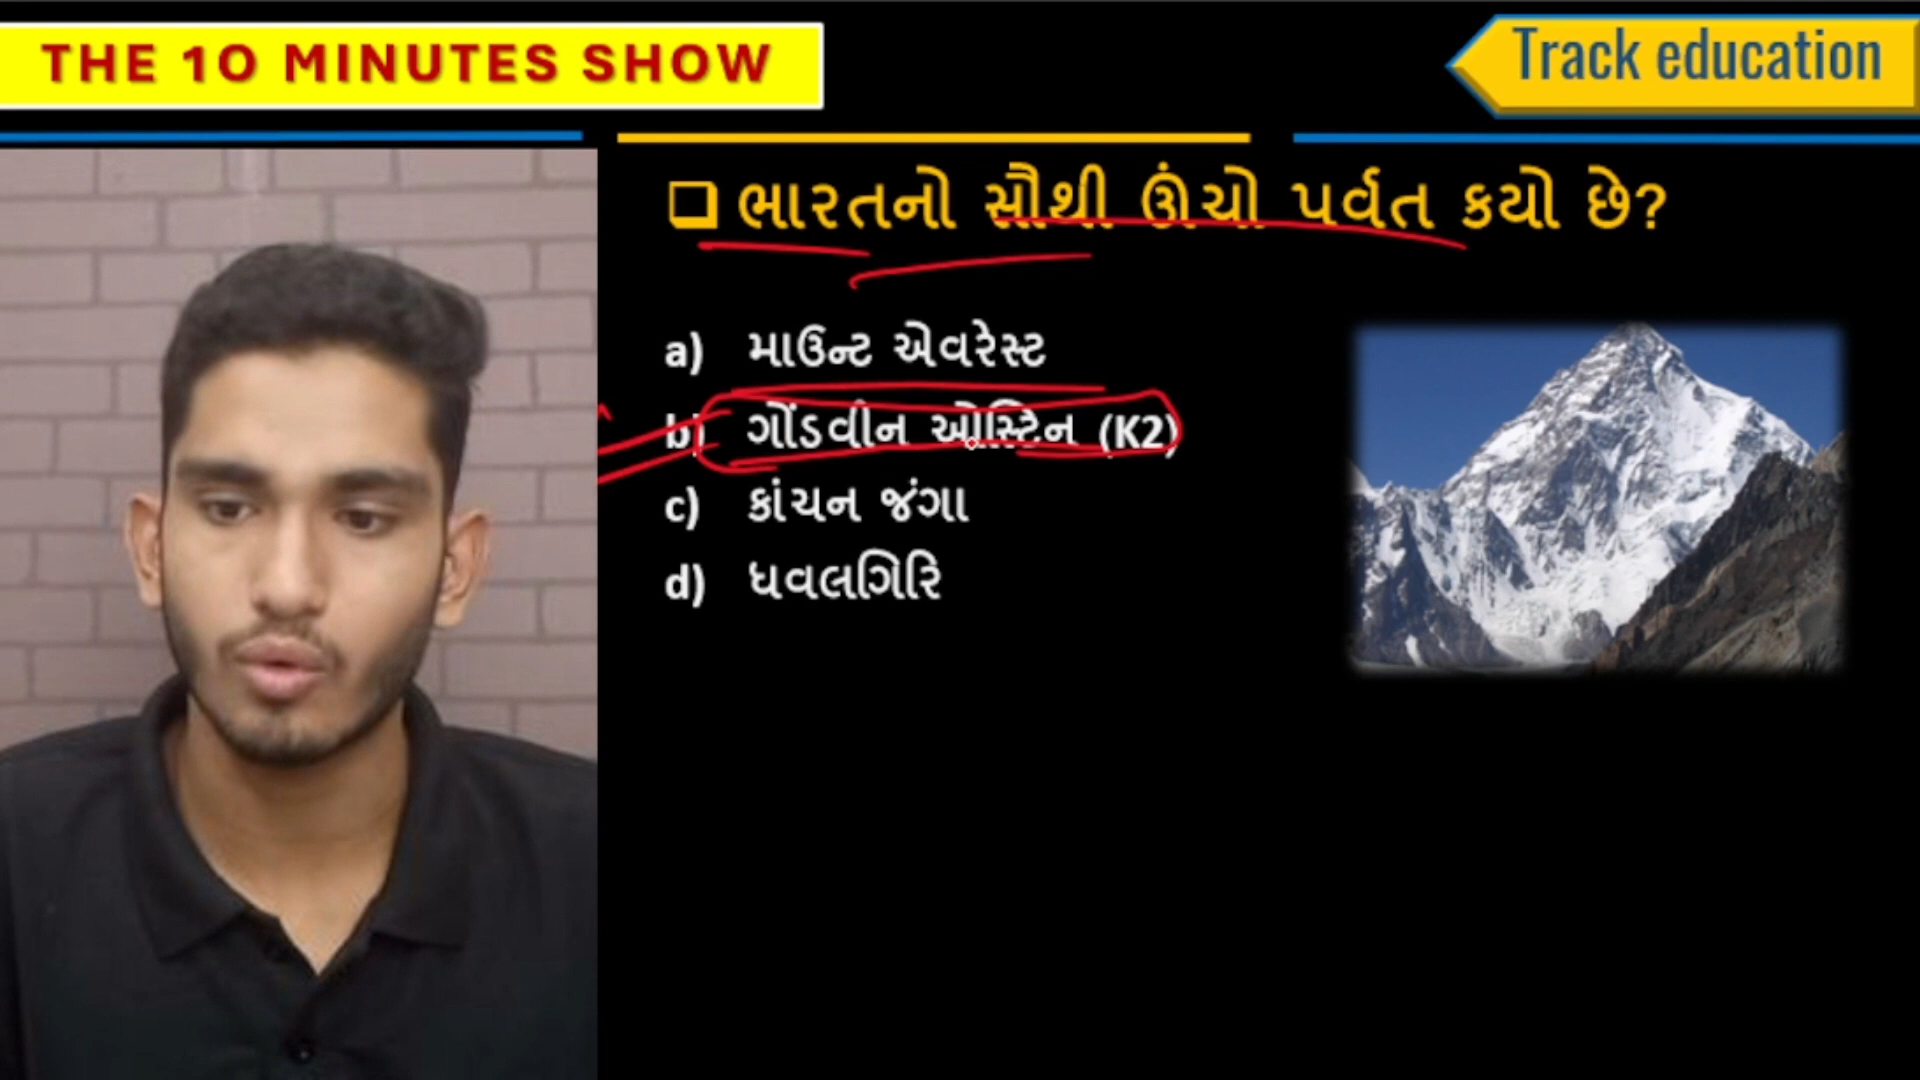 THE 10 MINUTES SHOW
Track education
ભારતનો સૌથી ઊંચો પર્વત કયો છે?
a) માઉન્ટ એવરેસ્ટ
b) ગોંડવીન ઓસ્ટિન (K2)
c) કાંચન જંગા
d) ધવલગિરિ